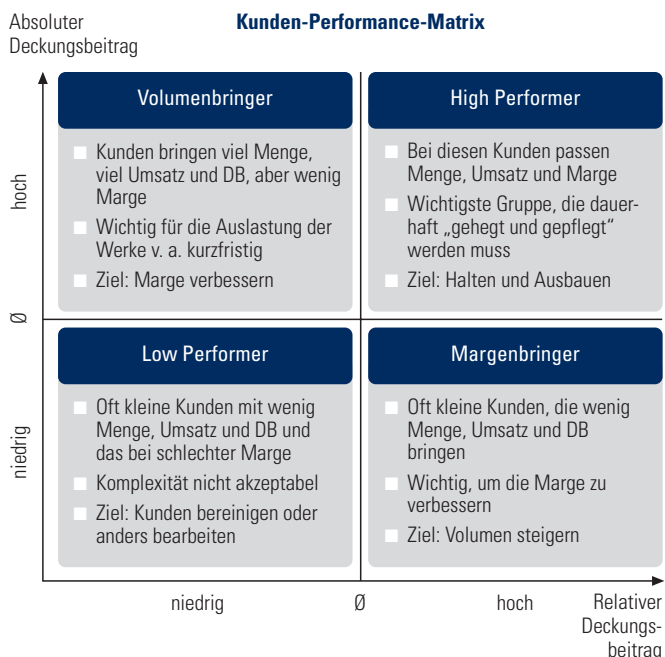 Absoluter
Deckungsbeitrag
Kunden-Performance-Matrix
hoch
Volumenbringer
Kunden bringen viel Menge,
viel Umsatz und DB, aber wenig
Marge
Wichtig für die Auslastung der
Werke v. a. kurzfristig
Ziel: Marge verbessern
High Performer
Bei diesen Kunden passen
Menge, Umsatz und Marge
Wichtigste Gruppe, die dauer-
haft „gehegt und gepflegt“
werden muss
Ziel: Halten und Ausbauen
Ø
niedrig
Low Performer
Oft kleine Kunden mit wenig
Menge, Umsatz und DB und
das bei schlechter Marge
Komplexität nicht akzeptabel
Ziel: Kunden bereinigen oder
anders bearbeiten
Margenbringer
Oft kleine Kunden, die wenig
Menge, Umsatz und DB
bringen
Wichtig, um die Marge zu
verbessern
Ziel: Volumen steigern
niedrig
Ø
hoch
Relativer
Deckungs-
beitrag